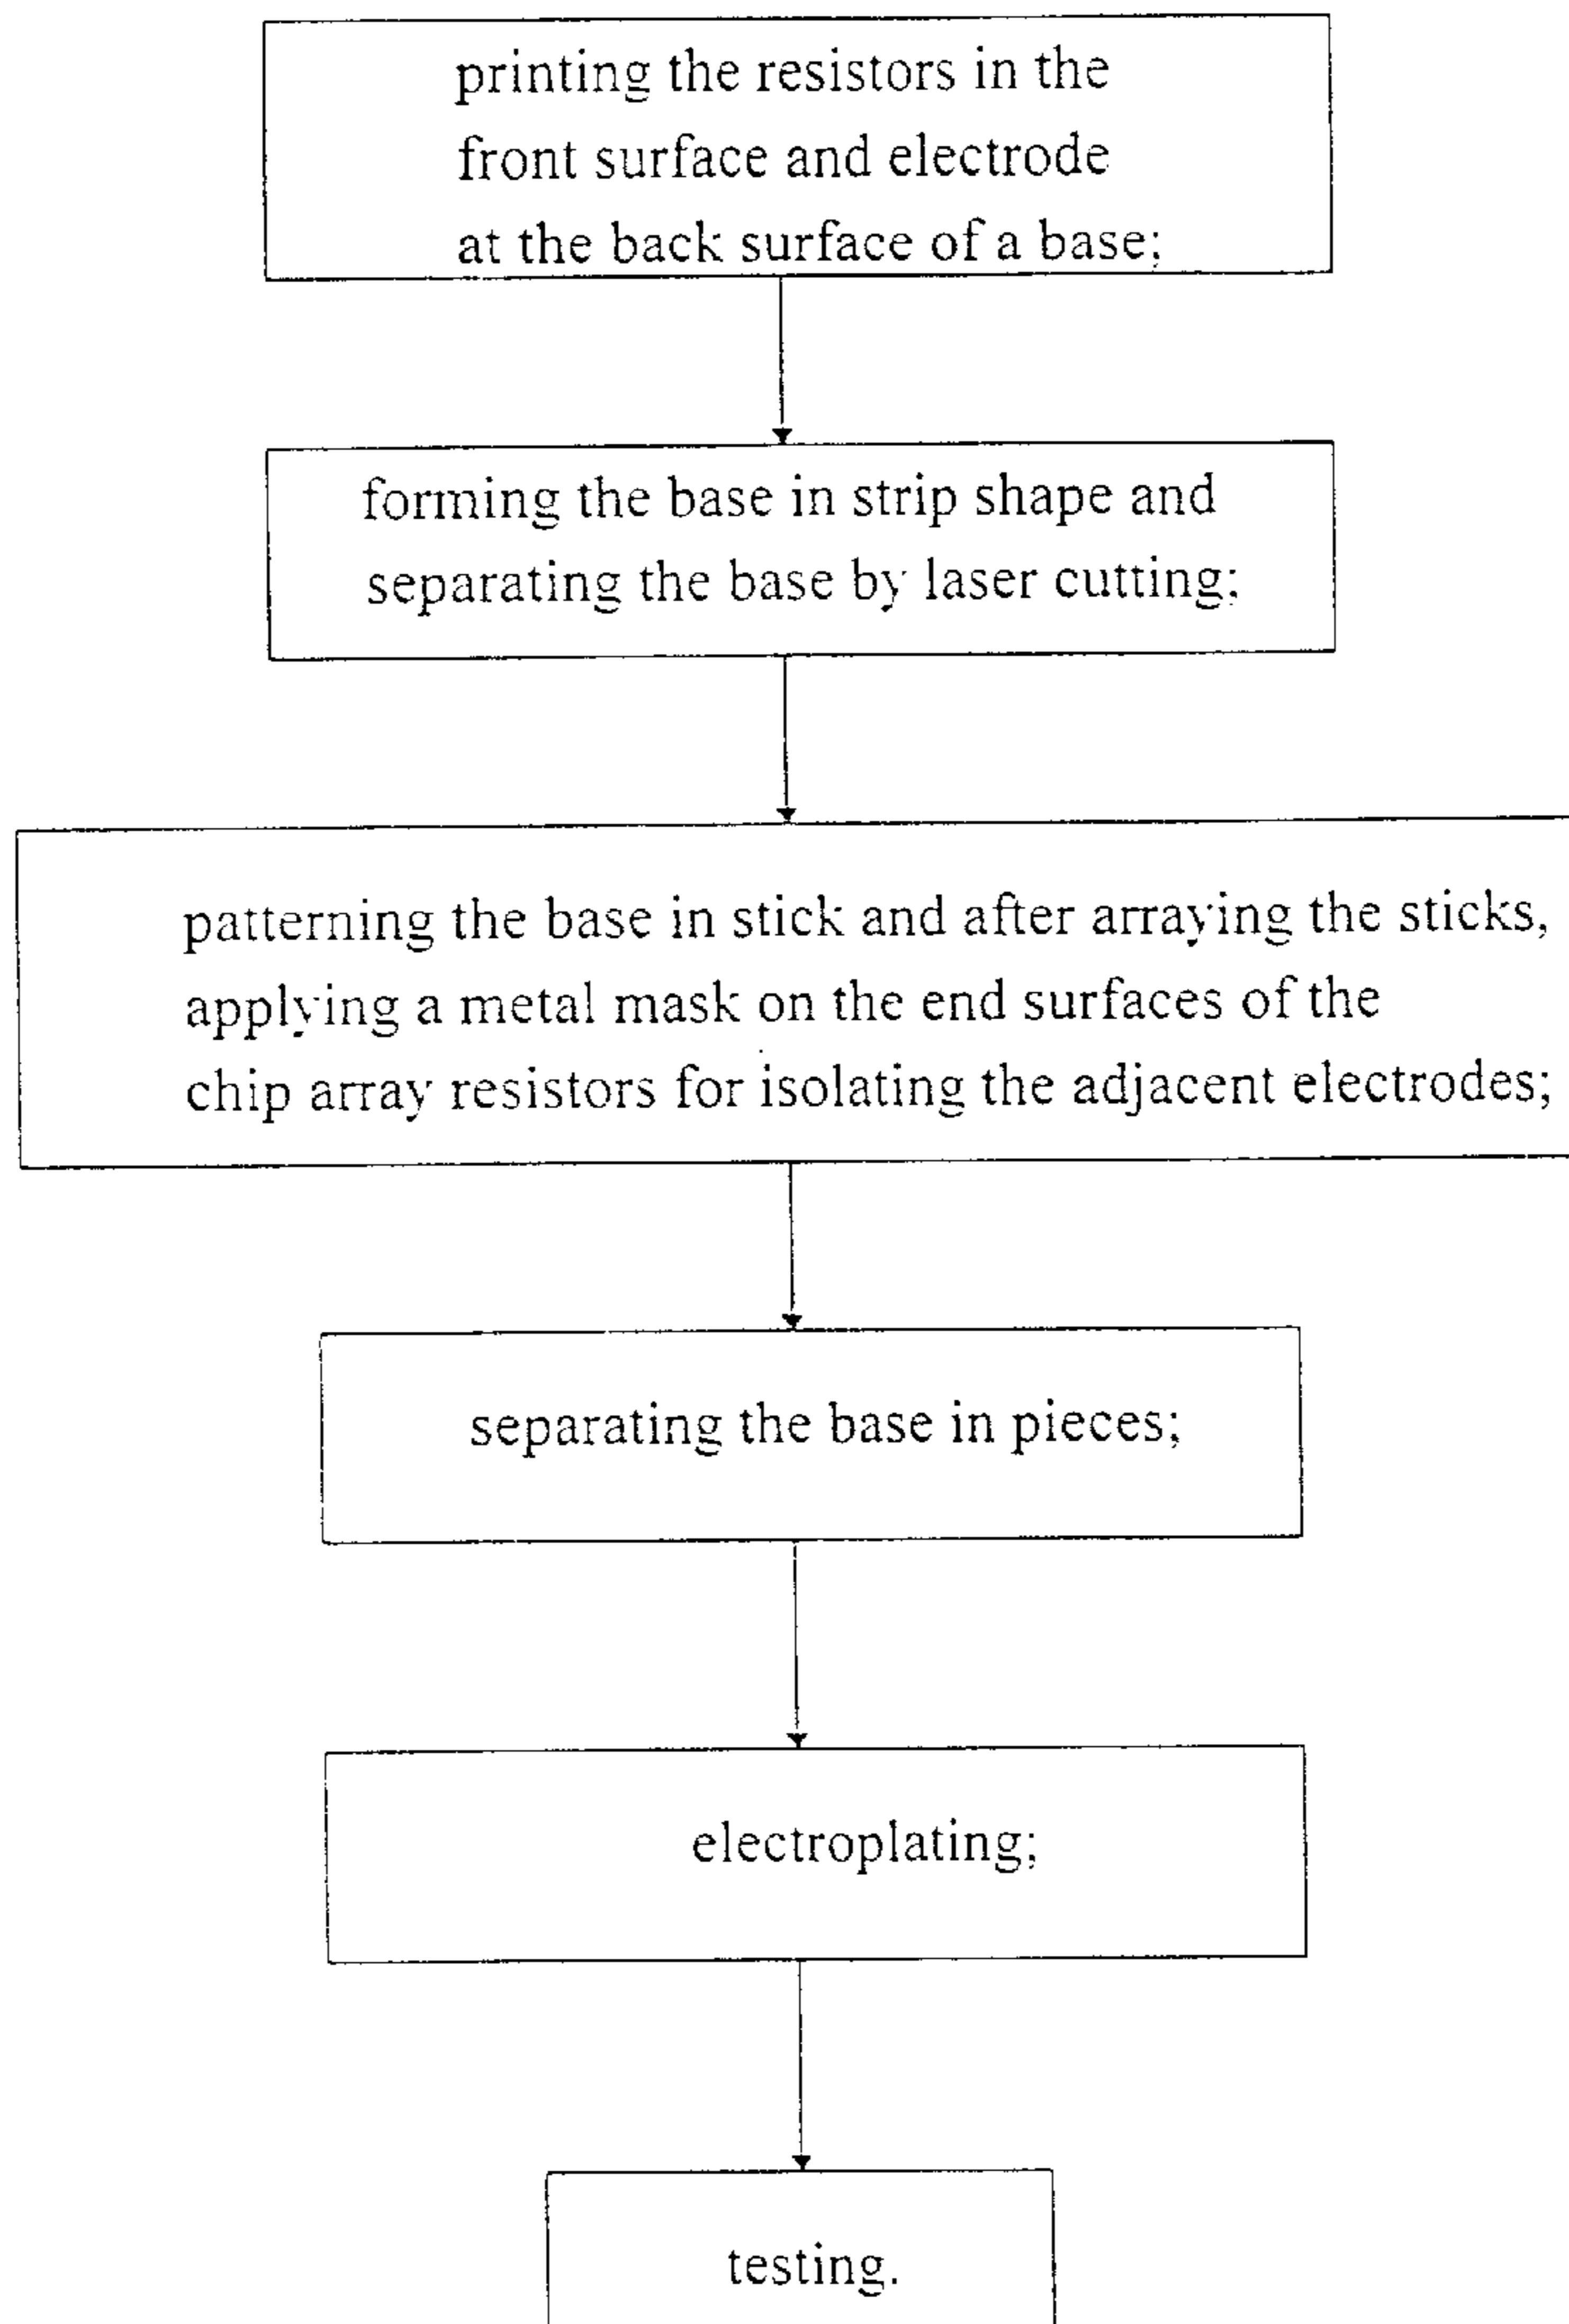 printing the resistors in the
front surface and electrode
at the back surface of a base;
forming the base in strip shape and
separating the base by laser cutting;
patterning the base in stick and after arraying the sticks,
applying a metal mask on the end surfaces of the
chip array resistors for isolating the adjacent electrodes;
separating the base in pieces;
electroplating;
testing.